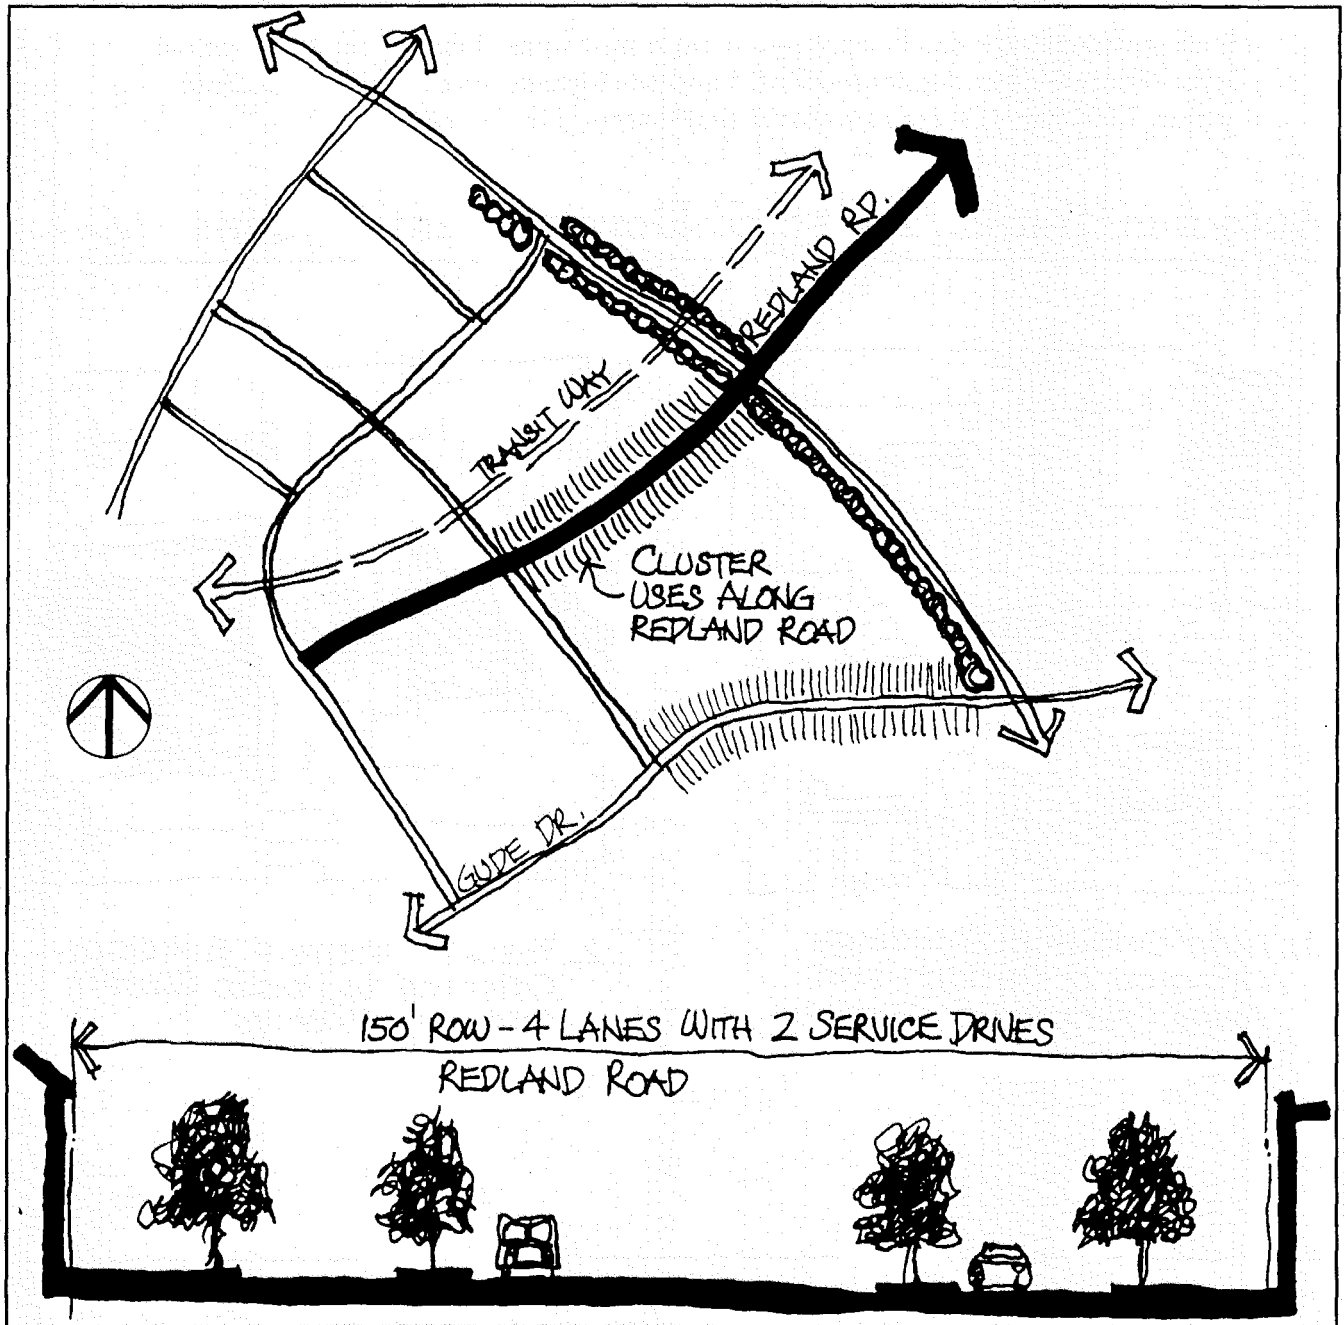 REDLAND RD.
TRANSIT WAY
CLUSTER
USES ALONG
REDLAND ROAD
GUDE DR.
150' ROW - 4 LANES WITH 2 SERVICE DRIVES
REDLAND ROAD